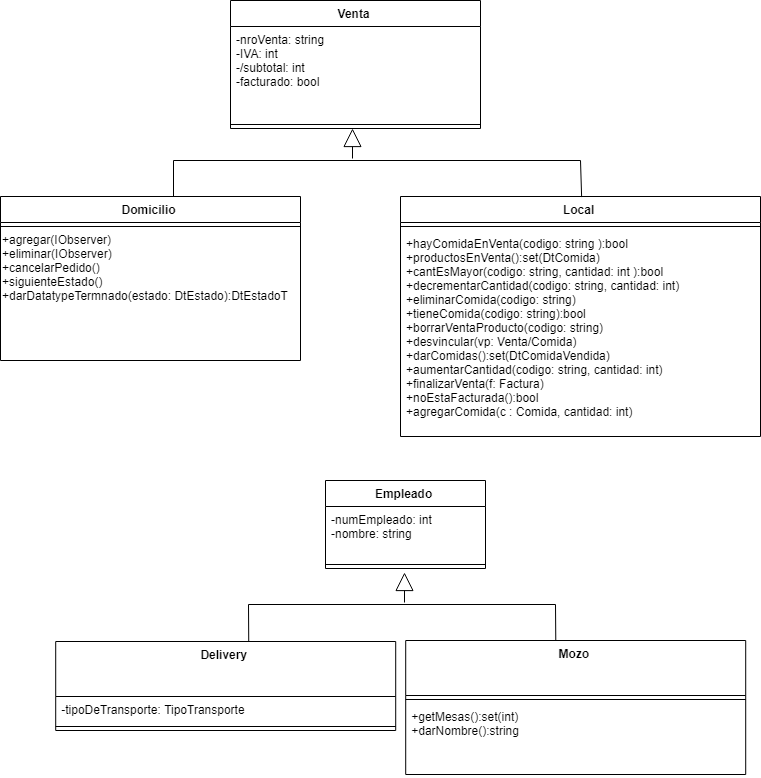 Venta
-nroVenta: string
-IVA: int
-/subtotal: int
-facturado: bool
Domicilio
+agregar(IObserver)
+eliminar(IObserver)
+cancelarPedido()
+siguienteEstado()
+darDatatypeTermnado(estado: DtEstado):DtEstadoT
Local
+hayComidaEnVenta(codigo: string ):bool
+productosEnVenta():set(DtComida)
+cantEsMayor(codigo: string, cantidad: int ):bool
+decrementarCantidad(codigo: string, cantidad: int)
+eliminarComida(codigo: string)
+tieneComida(codigo: string):bool
+borrarVentaProducto(codigo: string)
+desvincular(vp: Venta/Comida)
+darComidas():set(DtComidaVendida)
+aumentarCantidad(codigo: string, cantidad: int)
+finalizarVenta(f: Factura)
+noEstaFacturada():bool
+agregarComida(c : Comida, cantidad: int)
Empleado
-numEmpleado: int
-nombre: string
Delivery
-tipoDeTransporte: TipoTransporte
Mozo
+getMesas():set(int)
+darNombre():string